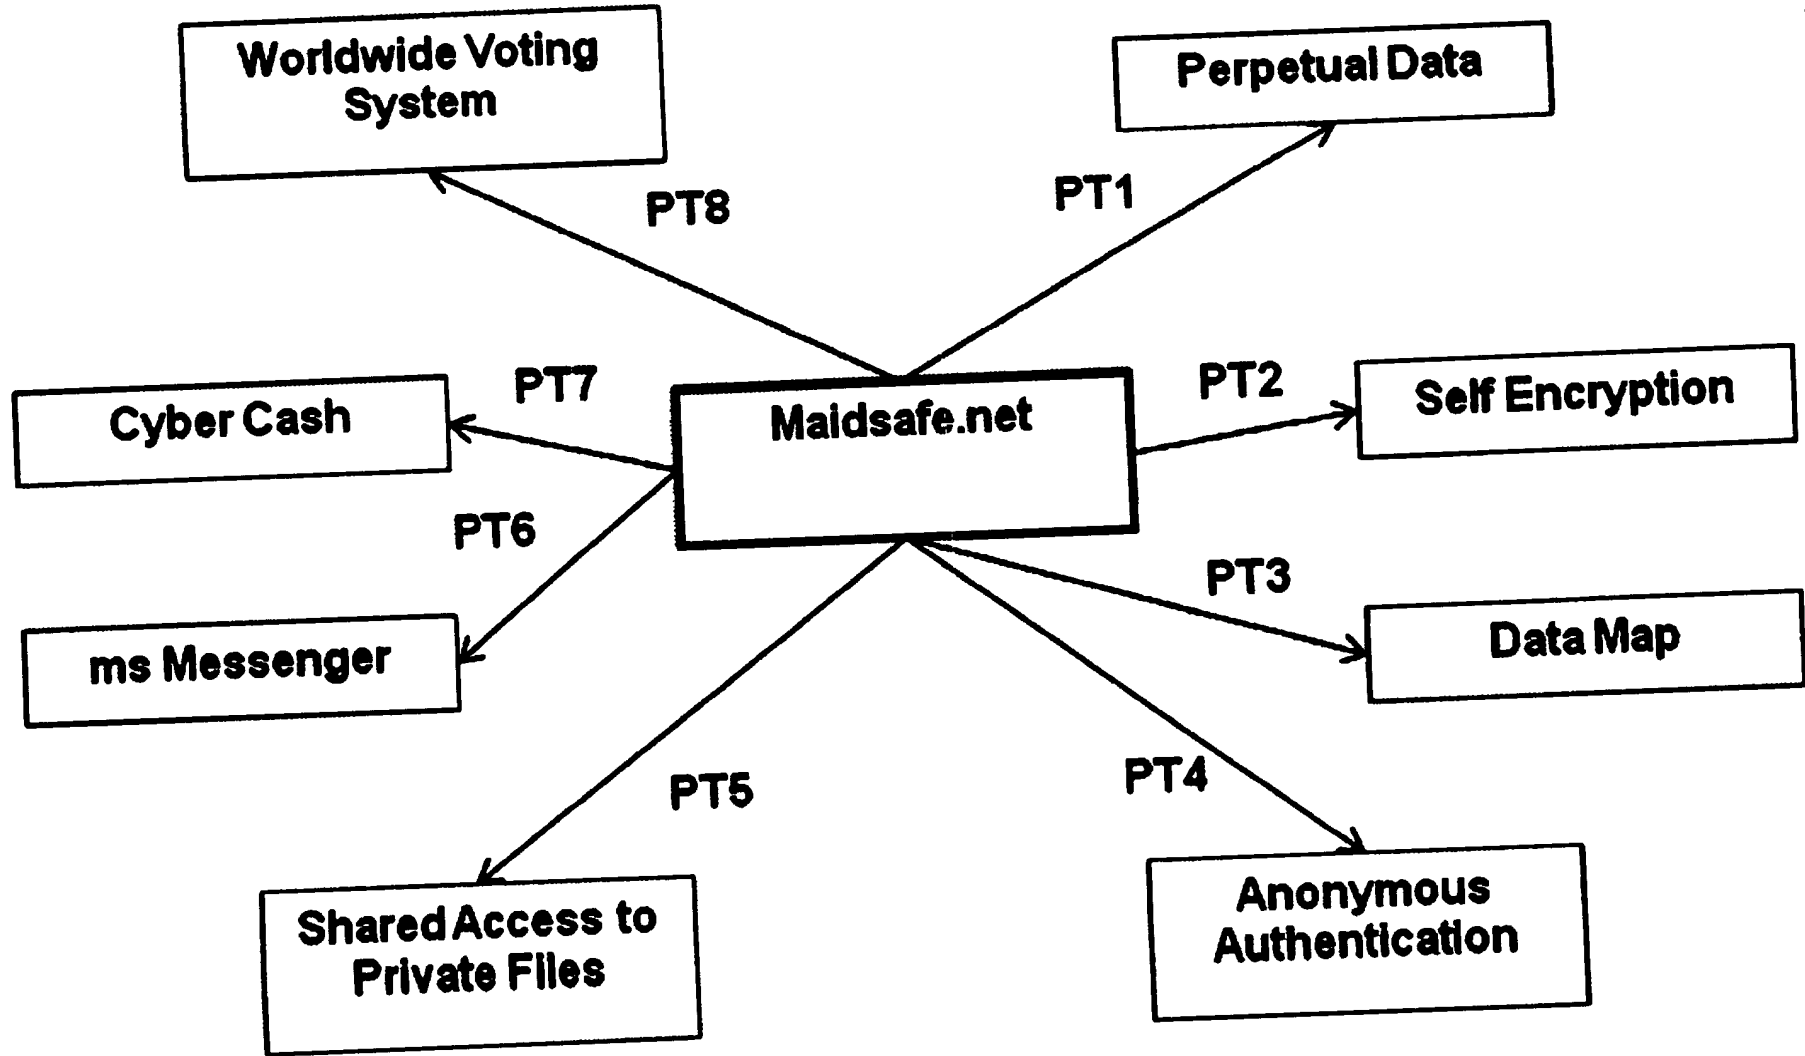 Worldwide Voting
System
Perpetual Data
PT8
PT1
Cyber Cash
PT7
Maidsafe.net
PT2
Self Encryption
PT6
PT3
ms Messenger
Data Map
PT5
PT4
Shared Access to
Private Files
Anonymous
Authentication